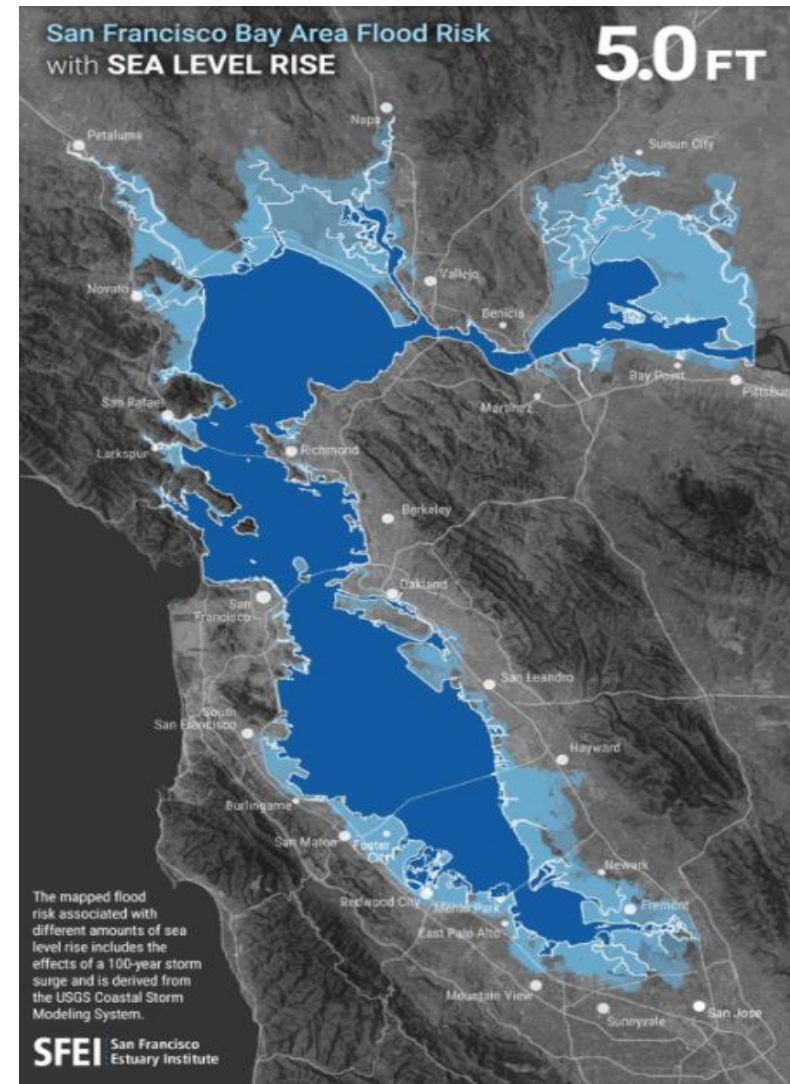 San Francisco Bay Area Flood Risk
with SEA LEVEL RISE
5.0 FT
Napa
Petaluma
Suisun City
Vallejo
Novato
Benicia
Bay Point
Pittsbur
Martinez
San Rafael
Larkspur
Richmond
Berkeley
Oakland
San
Francisco
San Leandro
South
San Francisco
Hayward
Burlingame
San Mateo
Foster
City
Newark
Redwood City
Menlo Park
Fremont
East Palo Alto
Mountain View
Sunnyvale
San Jose
The mapped flood
risk associated with
different amounts of sea
level rise includes the
effects of a 100-year storm
surge and is derived from
the USGS Coastal Storm
Modeling System.
SFEI
San Francisco
Estuary Institute